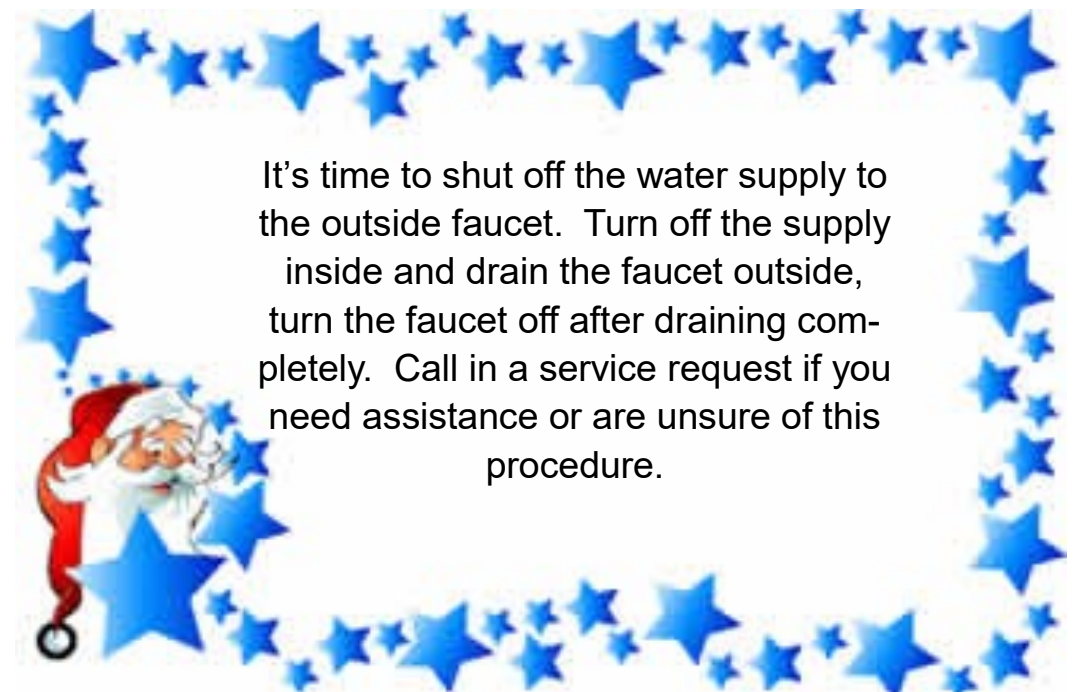 It’s time to shut off the water supply to
the outside faucet.  Turn off the supply
inside and drain the faucet outside,
turn the faucet off after draining com-
pletely.  Call in a service request if you
need assistance or are unsure of this
procedure.